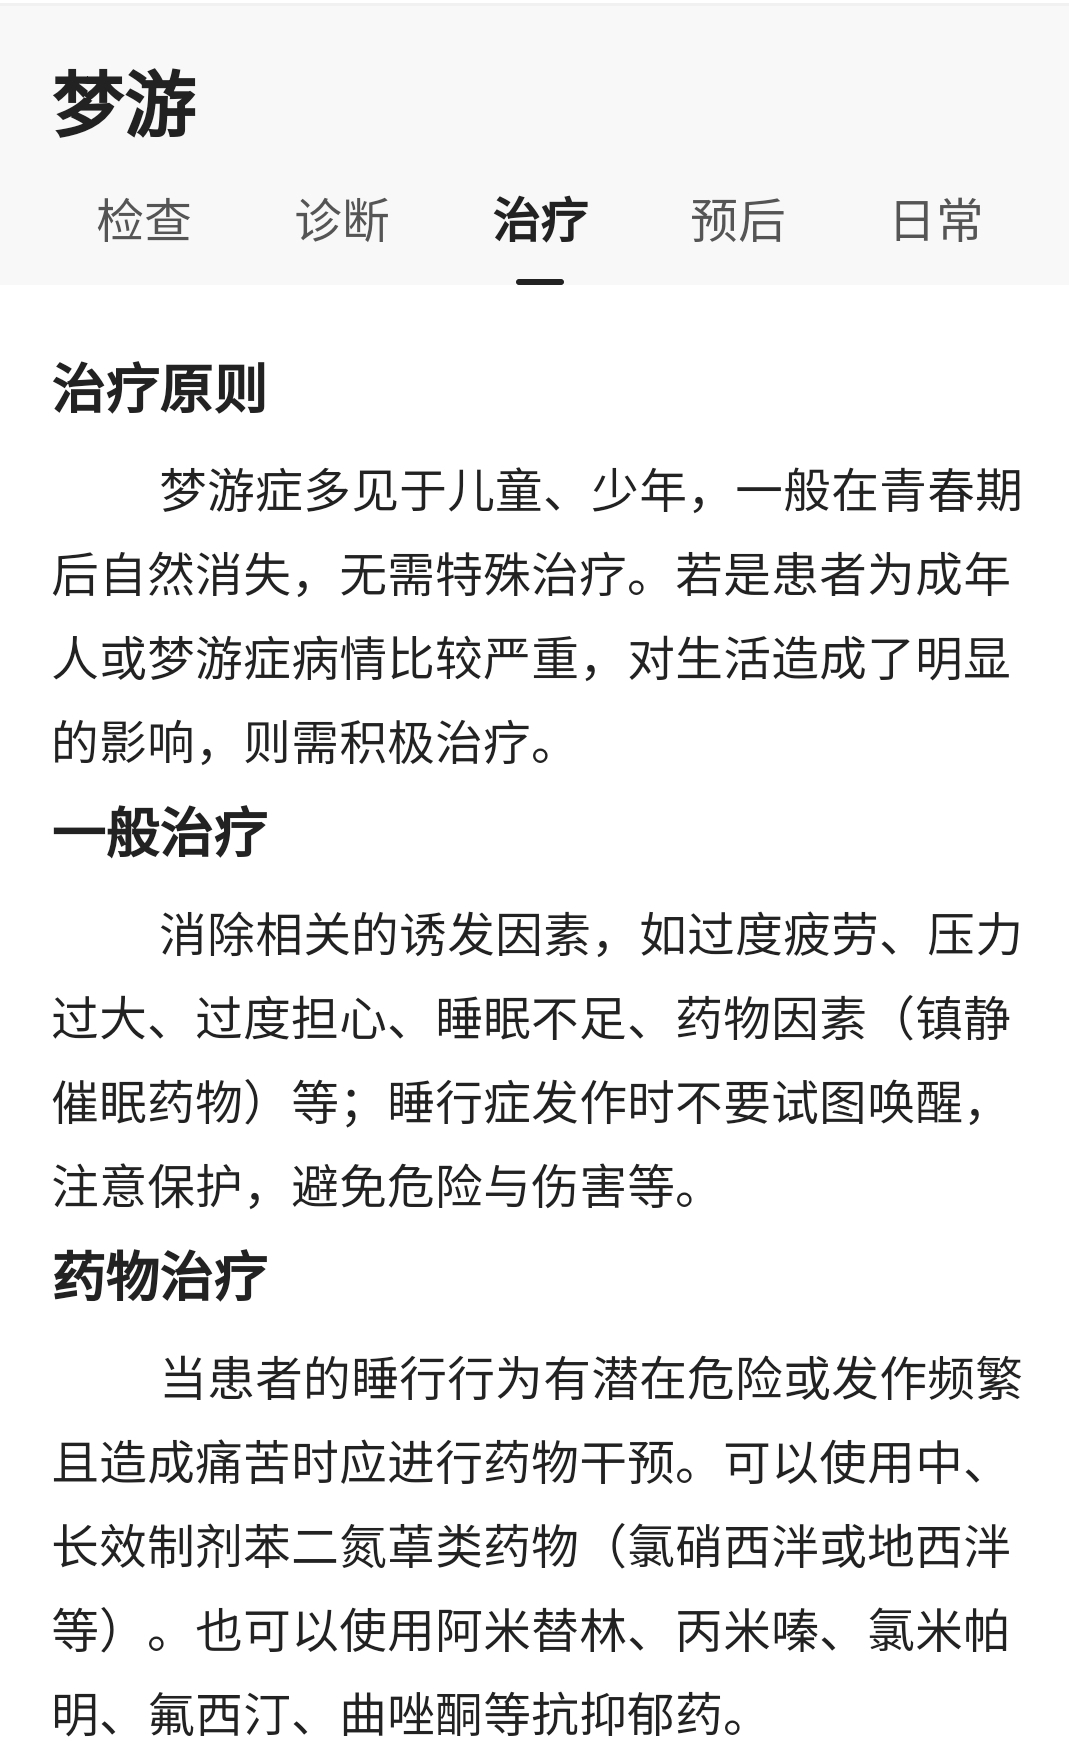 梦游
检查 诊断 治疗 预后 日常
治疗原则
梦游症多见于儿童、少年，一般在青春期
后自然消失，无需特殊治疗。若是患者为成年
人或梦游症病情比较严重，对生活造成了明显
的影响，则需积极治疗。
一般治疗
消除相关的诱发因素，如过度疲劳、压力
过大、过度担心、睡眠不足、药物因素（镇静
催眠药物）等；睡行症发作时不要试图唤醒，
注意保护，避免危险与伤害等。
药物治疗
当患者的睡行行为有潜在危险或发作频繁
且造成痛苦时应进行药物干预。可以使用中、
长效制剂苯二氮䓬类药物（氯硝西泮或地西泮
等）。也可以使用阿米替林、丙米嗪、氯米帕
明、氟西汀、曲唑酮等抗抑郁药。